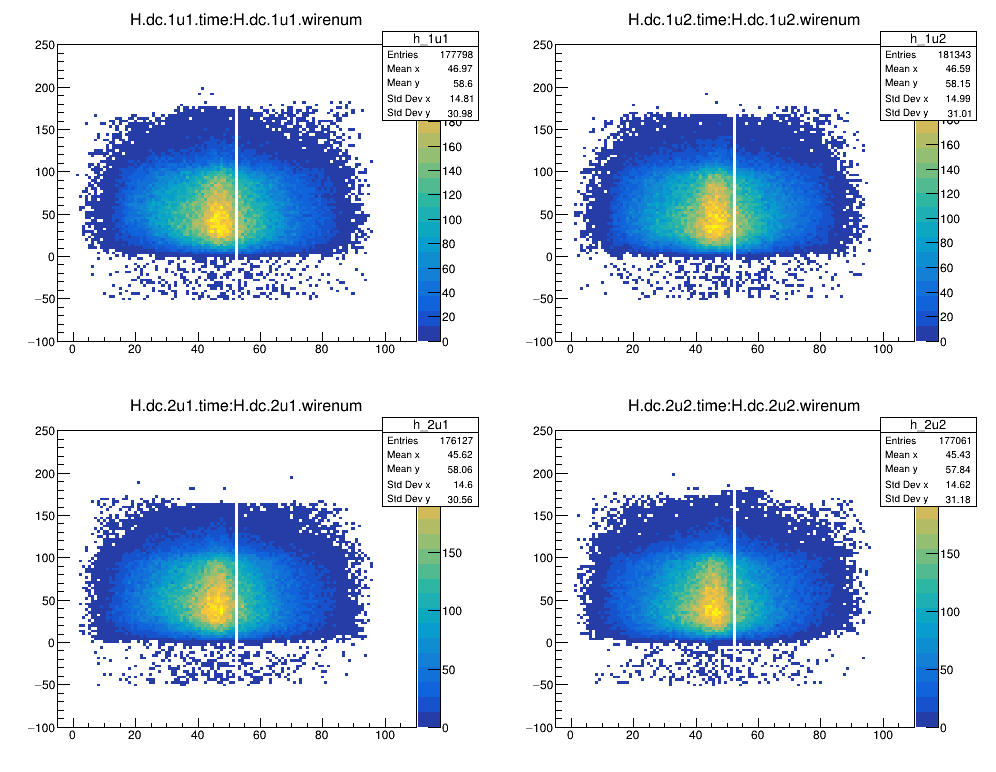 H.dc.1u1.time:H.dc.1u1.wirenum
h_1u1
Entries 177798
Mean x 46.97
Mean y 58.6
Std Dev x 14.81
Std Dev y 30.98
250
200
150
100
50
0
−50
−100
0 20 40 60 80 100
180
160
140
120
100
80
60
40
20
0
H.dc.1u2.time:H.dc.1u2.wirenum
h_1u2
Entries 181343
Mean x 46.59
Mean y 58.15
Std Dev x 14.99
Std Dev y 31.01
250
200
150
100
50
0
−50
−100
0 20 40 60 80 100
180
160
140
120
100
80
60
40
20
0
H.dc.2u1.time:H.dc.2u1.wirenum
h_2u1
Entries 176127
Mean x 45.62
Mean y 58.06
Std Dev x 14.6
Std Dev y 30.56
250
200
150
100
50
0
−50
−100
0 20 40 60 80 100
150
100
50
0
H.dc.2u2.time:H.dc.2u2.wirenum
h_2u2
Entries 177061
Mean x 45.43
Mean y 57.84
Std Dev x 14.62
Std Dev y 31.18
250
200
150
100
50
0
−50
−100
0 20 40 60 80 100
150
100
50
0